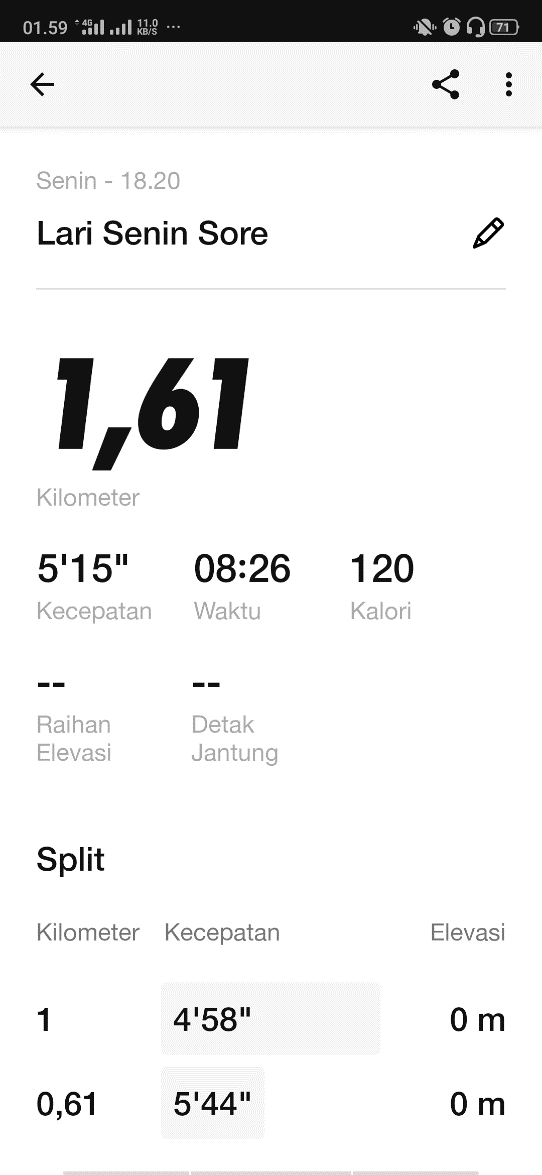 01.59 4G 11.0 KB/S ... 71
Senin - 18.20
Lari Senin Sore
1,61
Kilometer
5'15" 08:26 120
Kecepatan Waktu Kalori
-- --
Raihan Detak
Elevasi Jantung
Split
Kilometer Kecepatan Elevasi
1 4'58" 0 m
0,61 5'44" 0 m